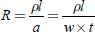 R = ρl / a = ρl / (w × t)